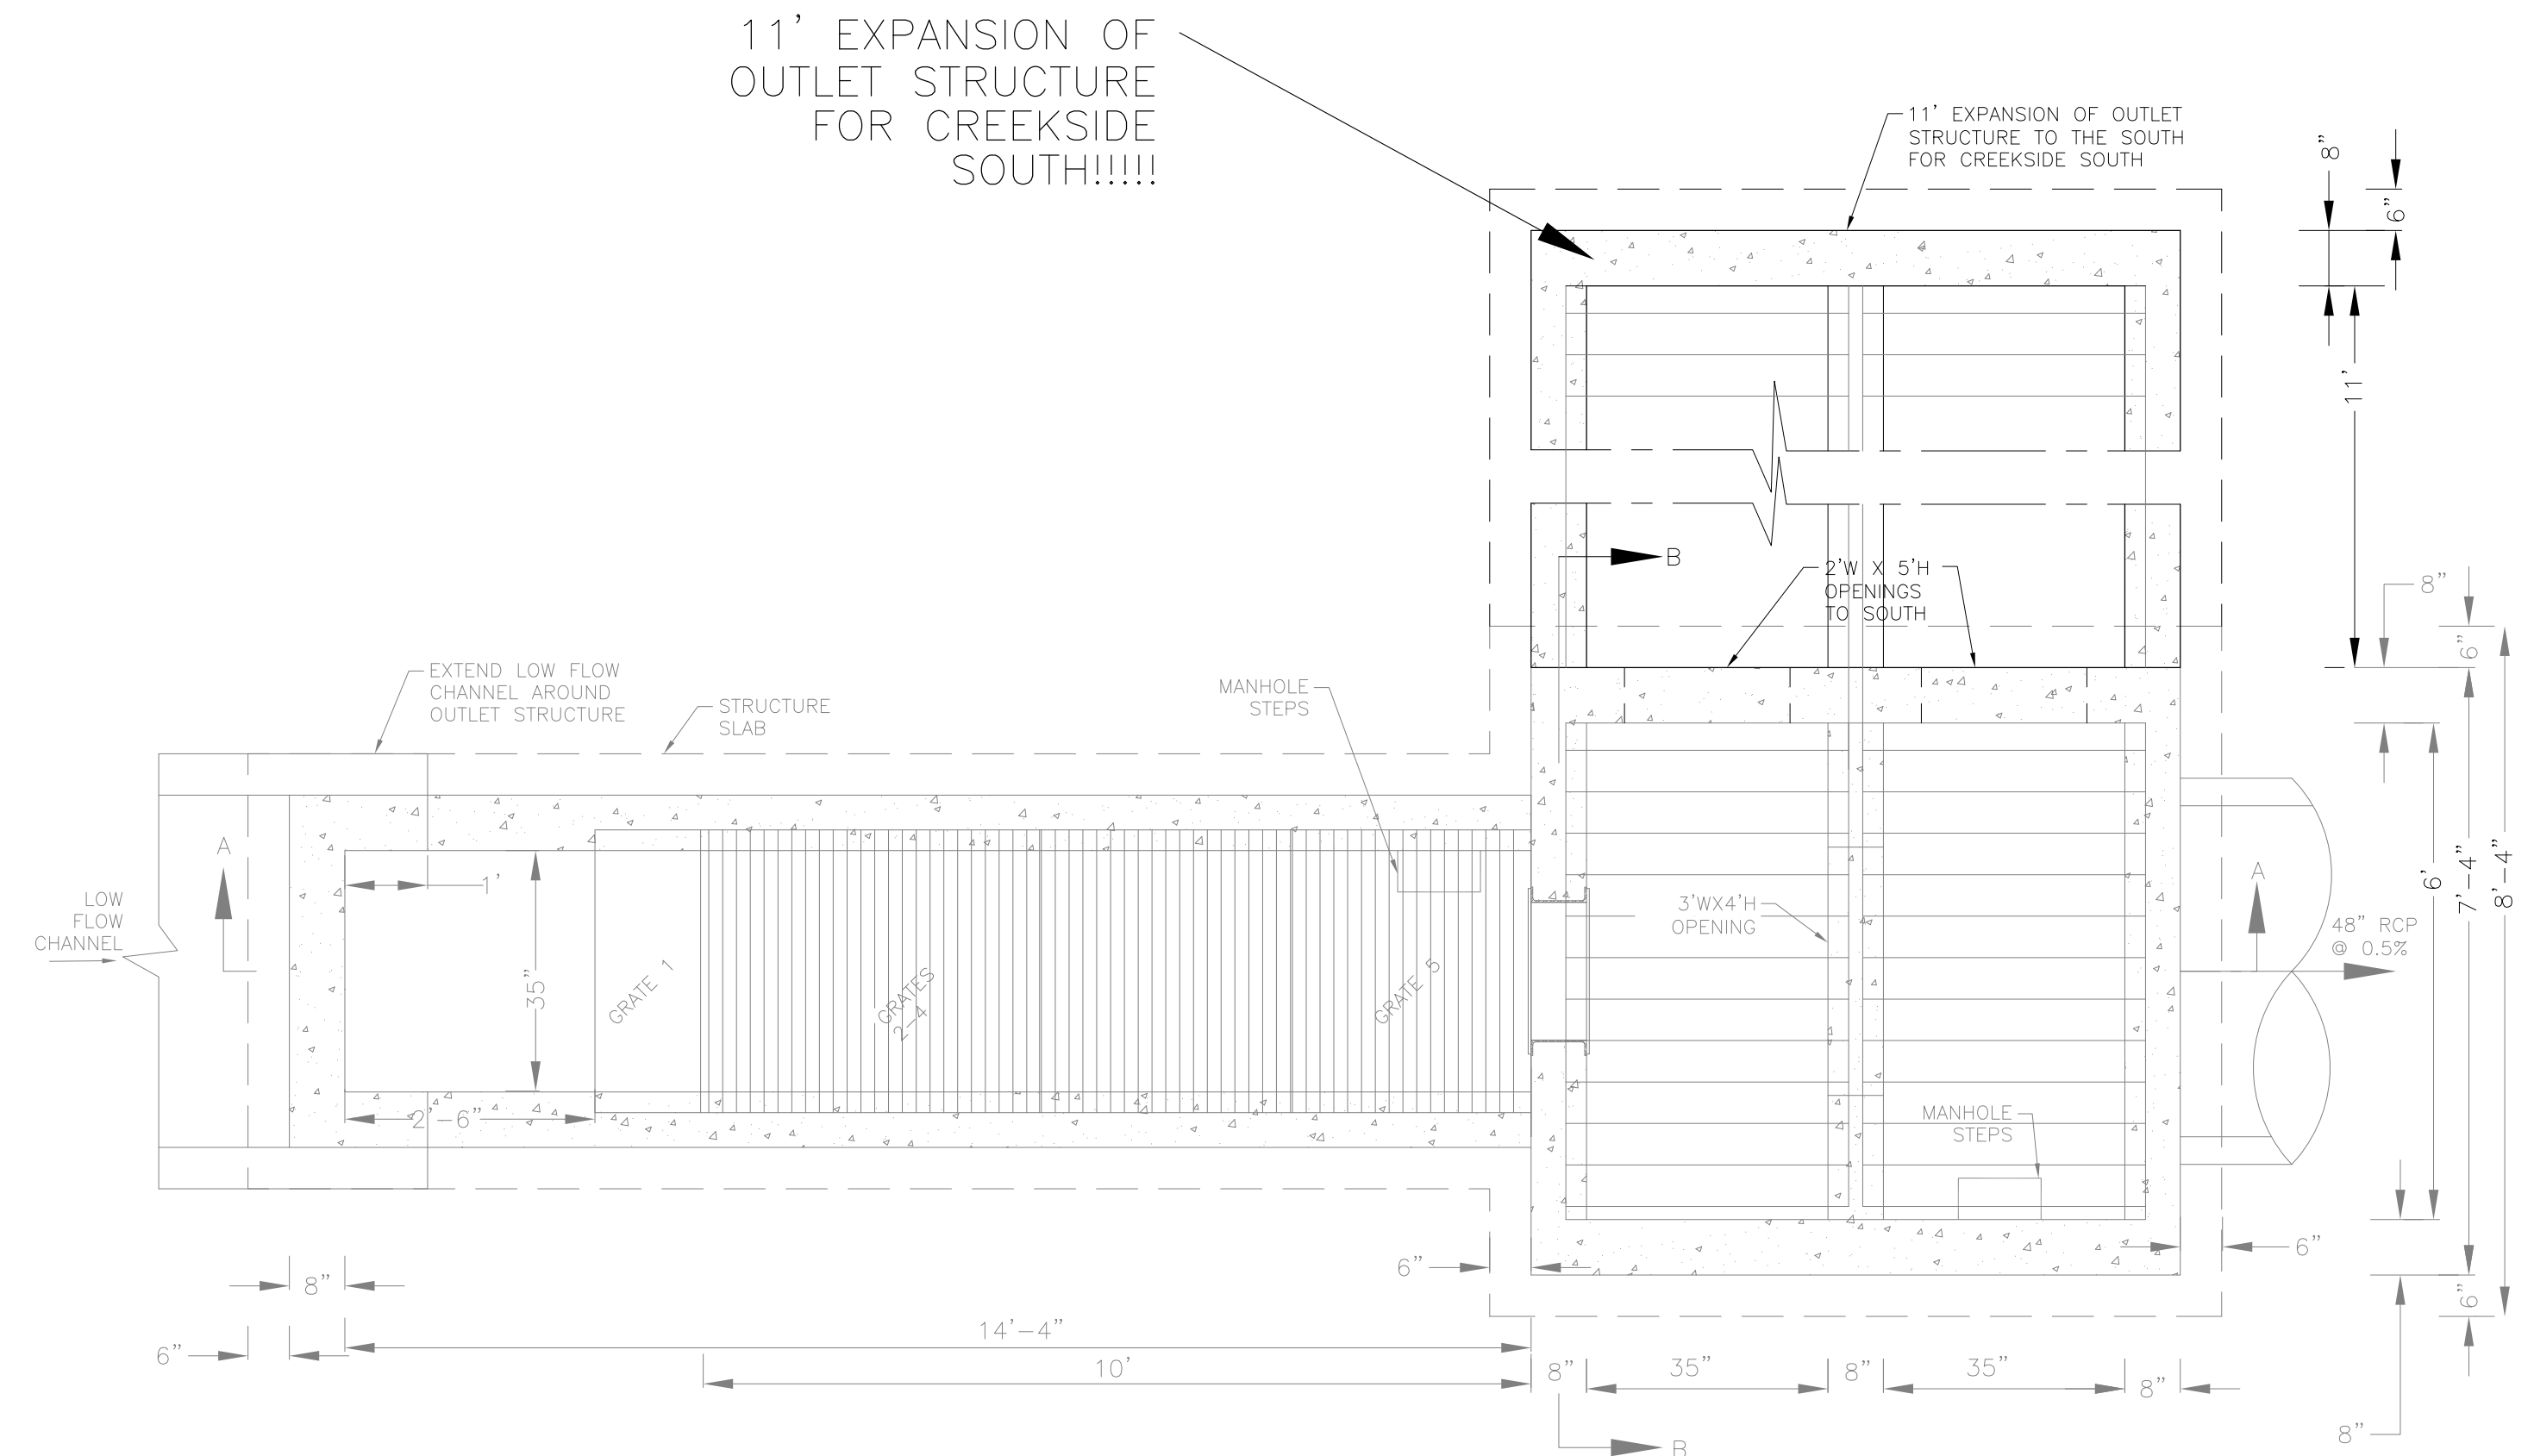 11' EXPANSION OF
OUTLET STRUCTURE
FOR CREEKSIDE
SOUTH!!!!!
11' EXPANSION OF OUTLET
STRUCTURE TO THE SOUTH
FOR CREEKSIDE SOUTH
8"
6"
11'
B
2'W X 5'H
OPENINGS
TO SOUTH
8"
6"
EXTEND LOW FLOW
CHANNEL AROUND
OUTLET STRUCTURE
STRUCTURE
SLAB
MANHOLE
STEPS
A
1'
LOW
FLOW
CHANNEL
35"
GRATE 1
GRATES
2-4
GRATE 5
3'WX4'H
OPENING
A
48" RCP
@ 0.5%
6'
7'-4"
8'-4"
2'-6"
MANHOLE
STEPS
6"
6"
8"
6"
14'-4"
6"
10'
8"
35"
8"
35"
8"
8"
B